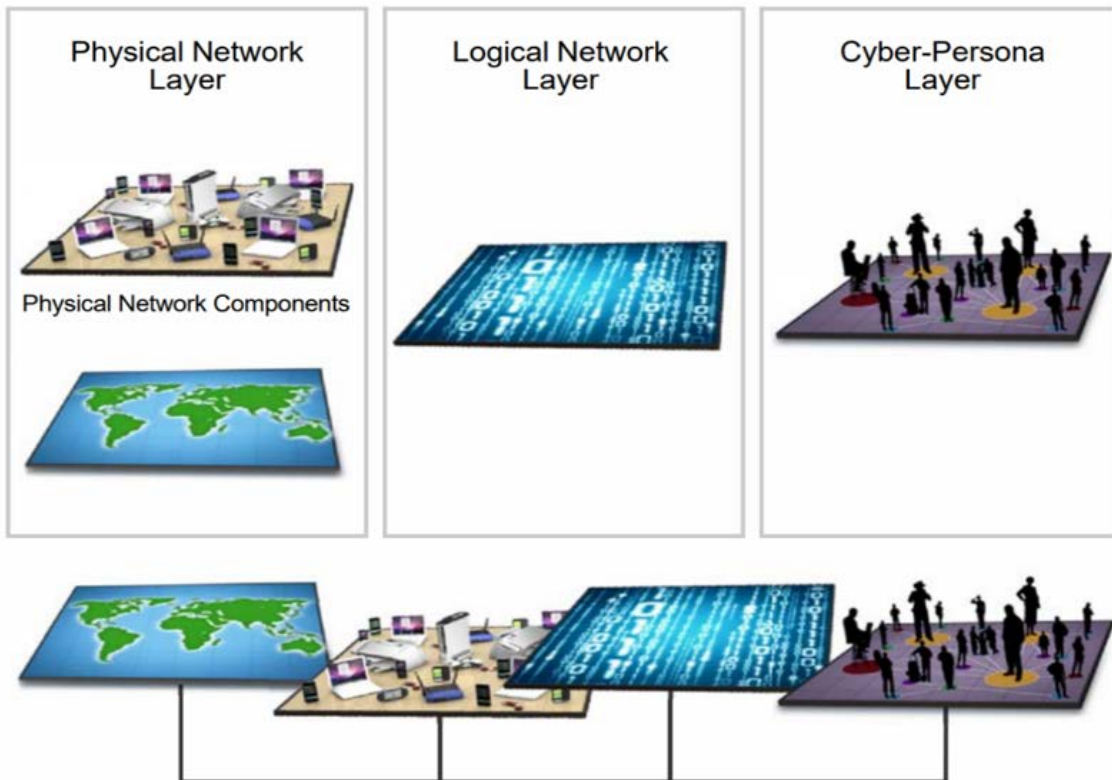 Physical Network
Layer
Logical Network
Layer
Cyber-Persona
Layer
Physical Network Components